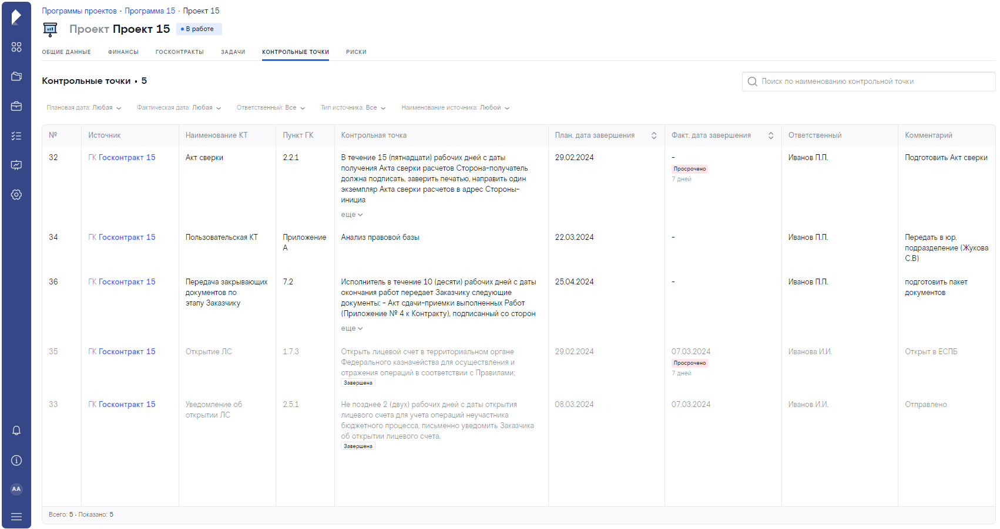 Программы проектов · Программа 15 · Проект 15
Проект Проект 15
В работе
ОБЩИЕ ДАННЫЕ ФИНАНСЫ ГОСКОНТРАКТЫ ЗАДАЧИ КОНТРОЛЬНЫЕ ТОЧКИ РИСКИ
Контрольные точки • 5
Поиск по наименованию контрольной точки
Плановая дата: Любая Фактическая дата: Любая Ответственный: Все Тип источника: Все Наименование источника: Любой
№ Источник Наименование КТ Пункт ГК Контрольная точка План. дата завершения Факт. дата завершения Ответственный Комментарий
32
ГК Госконтракт 15
Акт сверки
2.2.1
В течение 15 (пятнадцати) рабочих дней с даты
получения Акта сверки расчетов Сторона-получатель
должна подписать, заверить печатью, направить один
экземпляр Акта сверки расчетов в адрес Стороны-
инициа
еще
29.02.2024
-
Просрочено
7 дней
Иванов П.П.
Подготовить Акт сверки
34
ГК Госконтракт 15
Пользовательская КТ
Приложение
А
Анализ правовой базы
22.03.2024
-
Иванов П.П.
Передать в юр.
подразделение (Жукова
С.В)
36
ГК Госконтракт 15
Передача закрывающих
документов по
этапу Заказчику
7.2
Исполнитель в течение 10 (десяти) рабочих дней с даты
окончания работ передает Заказчику следующие
документы: - Акт сдачи-приемки выполненных Работ
(Приложение № 4 к Контракту), подписанный со сторон
еще
25.04.2024
-
Иванов П.П.
подготовить пакет
документов
35
ГК Госконтракт 15
Открытие ЛС
1.7.3
Открыть лицевой счет в территориальном органе
Федерального казначейства для осуществления и
отражения операций в соответствии с Правилами;
Завершена
29.02.2024
07.03.2024
Просрочено
7 дней
Иванова И.И.
Открыт в ЕСПБ
33
ГК Госконтракт 15
Уведомление об
открытии ЛС
2.5.1
Не позднее 2 (двух) рабочих дней с даты открытия
лицевого счета для учета операций неучастника
бюджетного процесса, письменно уведомить Заказчика
об открытии лицевого счета.
Завершена
08.03.2024
07.03.2024
Иванов И.И.
Отправлено
AA
Всего: 5 - Показано: 5